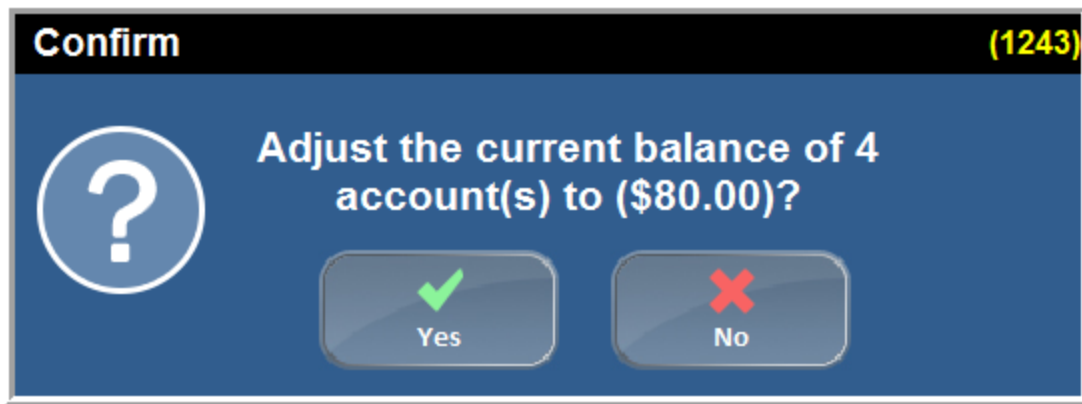 Confirm (1243)
Adjust the current balance of 4
account(s) to ($80.00)?
Yes No